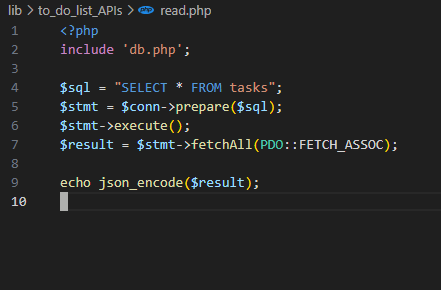 lib > to_do_list_APIs > php read.php
1 <?php
2 include 'db.php';
3
4 $sql = "SELECT * FROM tasks";
5 $stmt = $conn->prepare($sql);
6 $stmt->execute();
7 $result = $stmt->fetchAll(PDO::FETCH_ASSOC);
8
9 echo json_encode($result);
10